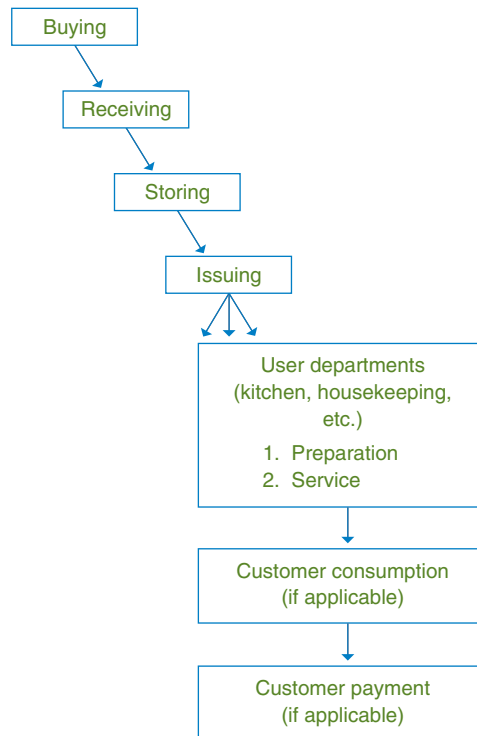 Buying
Receiving
Storing
Issuing
User departments
(kitchen, housekeeping,
etc.)
1. Preparation
2. Service
Customer consumption
(if applicable)
Customer payment
(if applicable)